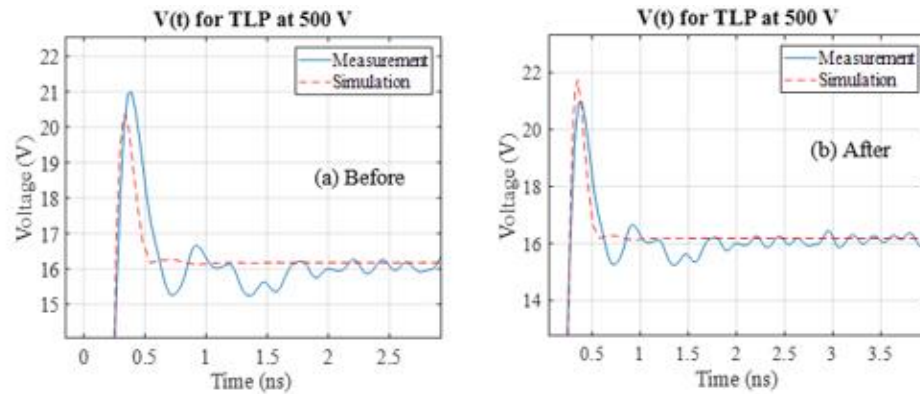 V(t) for TLP at 500 V
22
21
20
19
18
17
16
15
Voltage (V)
Measurement
Simulation
(a) Before
0
0.5
1
1.5
2
2.5
Time (ns)
V(t) for TLP at 500 V
22
20
18
16
14
Voltage (V)
Measurement
Simulation
(b) After
0.5
1
1.5
2
2.5
3
3.5
Time (ns)